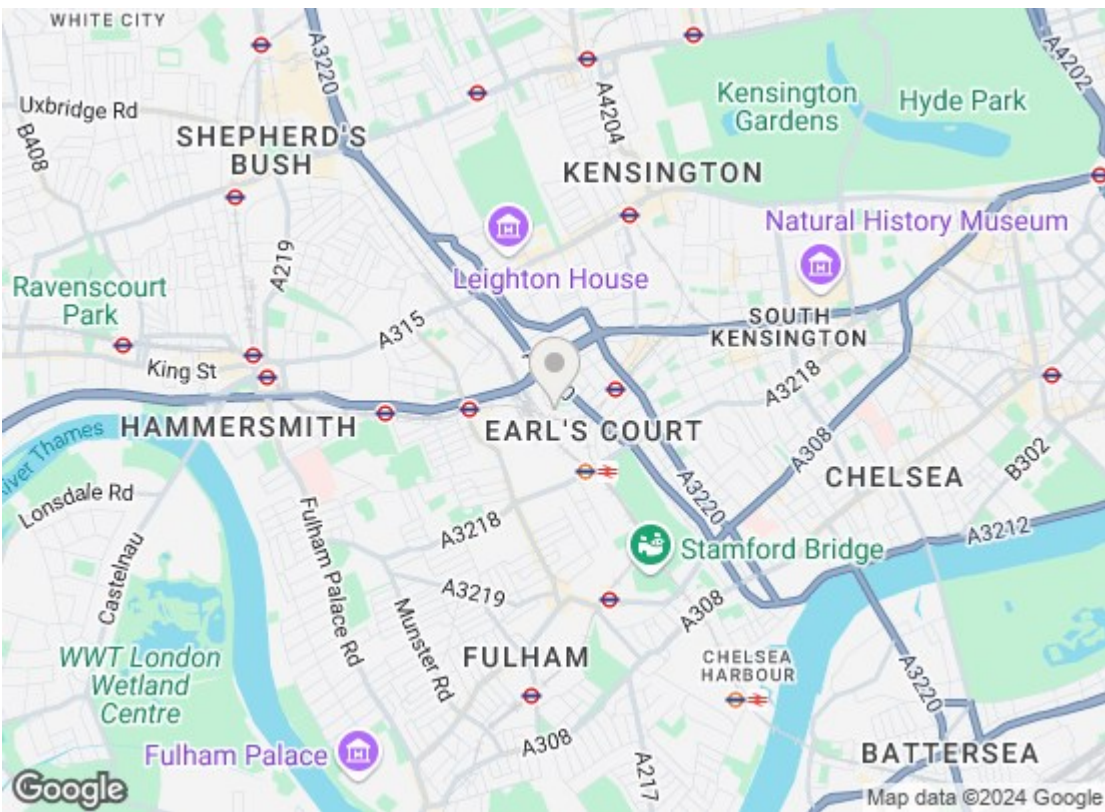 WHITE CITY
A3220
A4202
Uxbridge Rd
B408
A4204
Kensington
Gardens
Hyde Park
SHEPHERD'S
BUSH
KENSINGTON
Natural History Museum
A219
Leighton House
Ravenscourt
Park
A315
SOUTH
KENSINGTON
King St
A3218
HAMMERSMITH
EARL'S COURT
River Thames
A308
B302
CHELSEA
Lonsdale Rd
A3220
Fulham Palace Rd
A3218
A3212
Stamford Bridge
Castelnau
A3219
Munster Rd
A308
WWT London
Wetland
Centre
FULHAM
CHELSEA
HARBOUR
A3220
A308
Fulham Palace
A217
BATTERSEA
Google
Map data ©2024 Google